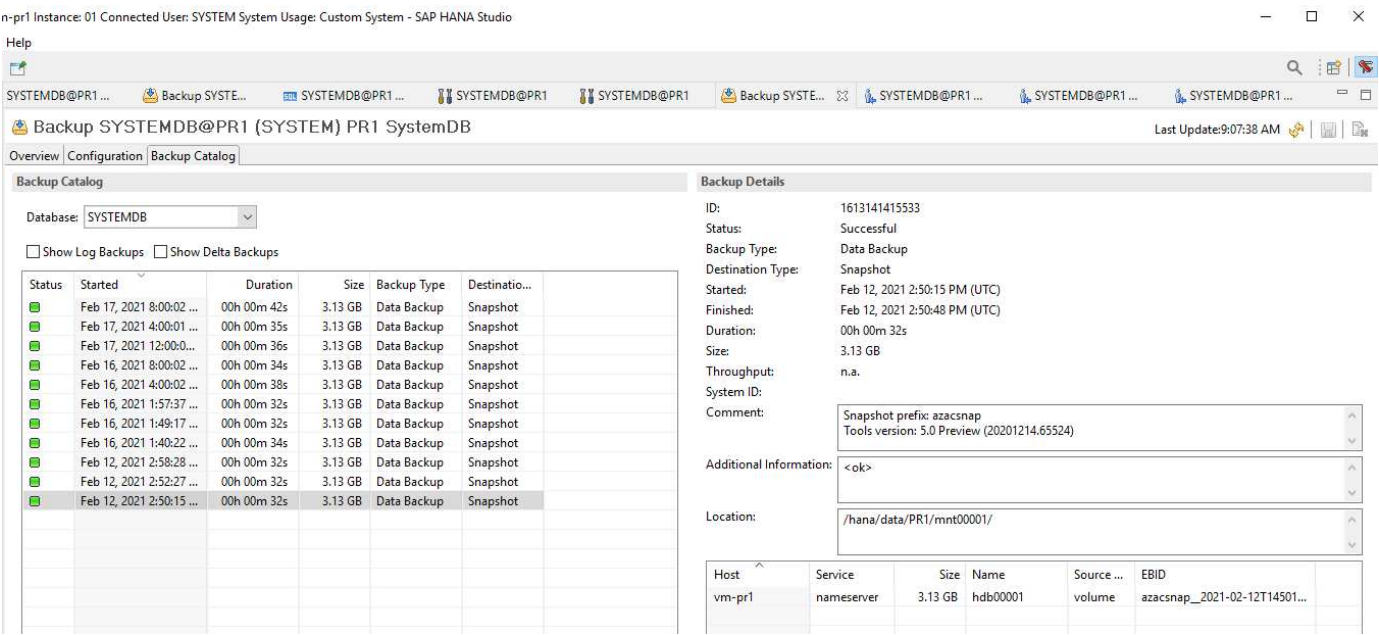 n-pr1 Instance: 01 Connected User: SYSTEM System Usage: Custom System - SAP HANA Studio
Help
SYSTEMDB@PR1 ... Backup SYSTE... SYSTEMDB@PR1 ... SYSTEMDB@PR1 SYSTEMDB@PR1 Backup SYSTE... SYSTEMDB@PR1 ... SYSTEMDB@PR1 ... SYSTEMDB@PR1 ...
Backup SYSTEMDB@PR1 (SYSTEM) PR1 SystemDB
Last Update:9:07:38 AM
Overview Configuration Backup Catalog
Backup Catalog
Database: SYSTEMDB
Show Log Backups Show Delta Backups
Status Started Duration Size Backup Type Destinatio...
Feb 17, 2021 8:00:02 ... 00h 00m 42s 3.13 GB Data Backup Snapshot
Feb 17, 2021 4:00:01 ... 00h 00m 35s 3.13 GB Data Backup Snapshot
Feb 17, 2021 12:00:0... 00h 00m 36s 3.13 GB Data Backup Snapshot
Feb 16, 2021 8:00:02 ... 00h 00m 34s 3.13 GB Data Backup Snapshot
Feb 16, 2021 4:00:02 ... 00h 00m 38s 3.13 GB Data Backup Snapshot
Feb 16, 2021 1:57:37 ... 00h 00m 32s 3.13 GB Data Backup Snapshot
Feb 16, 2021 1:49:17 ... 00h 00m 32s 3.13 GB Data Backup Snapshot
Feb 16, 2021 1:40:22 ... 00h 00m 34s 3.13 GB Data Backup Snapshot
Feb 12, 2021 2:58:28 ... 00h 00m 32s 3.13 GB Data Backup Snapshot
Feb 12, 2021 2:52:27 ... 00h 00m 32s 3.13 GB Data Backup Snapshot
Feb 12, 2021 2:50:15 ... 00h 00m 32s 3.13 GB Data Backup Snapshot
Backup Details
ID: 1613141415533
Status: Successful
Backup Type: Data Backup
Destination Type: Snapshot
Started: Feb 12, 2021 2:50:15 PM (UTC)
Finished: Feb 12, 2021 2:50:48 PM (UTC)
Duration: 00h 00m 32s
Size: 3.13 GB
Throughput: n.a.
System ID:
Comment: Snapshot prefix: azacsnap
Tools version: 5.0 Preview (20201214.65524)
Additional Information: <ok>
Location: /hana/data/PR1/mnt00001/
Host Service Size Name Source ... EBID
vm-pr1 nameserver 3.13 GB hdb00001 volume azacsnap__2021-02-12T14501...